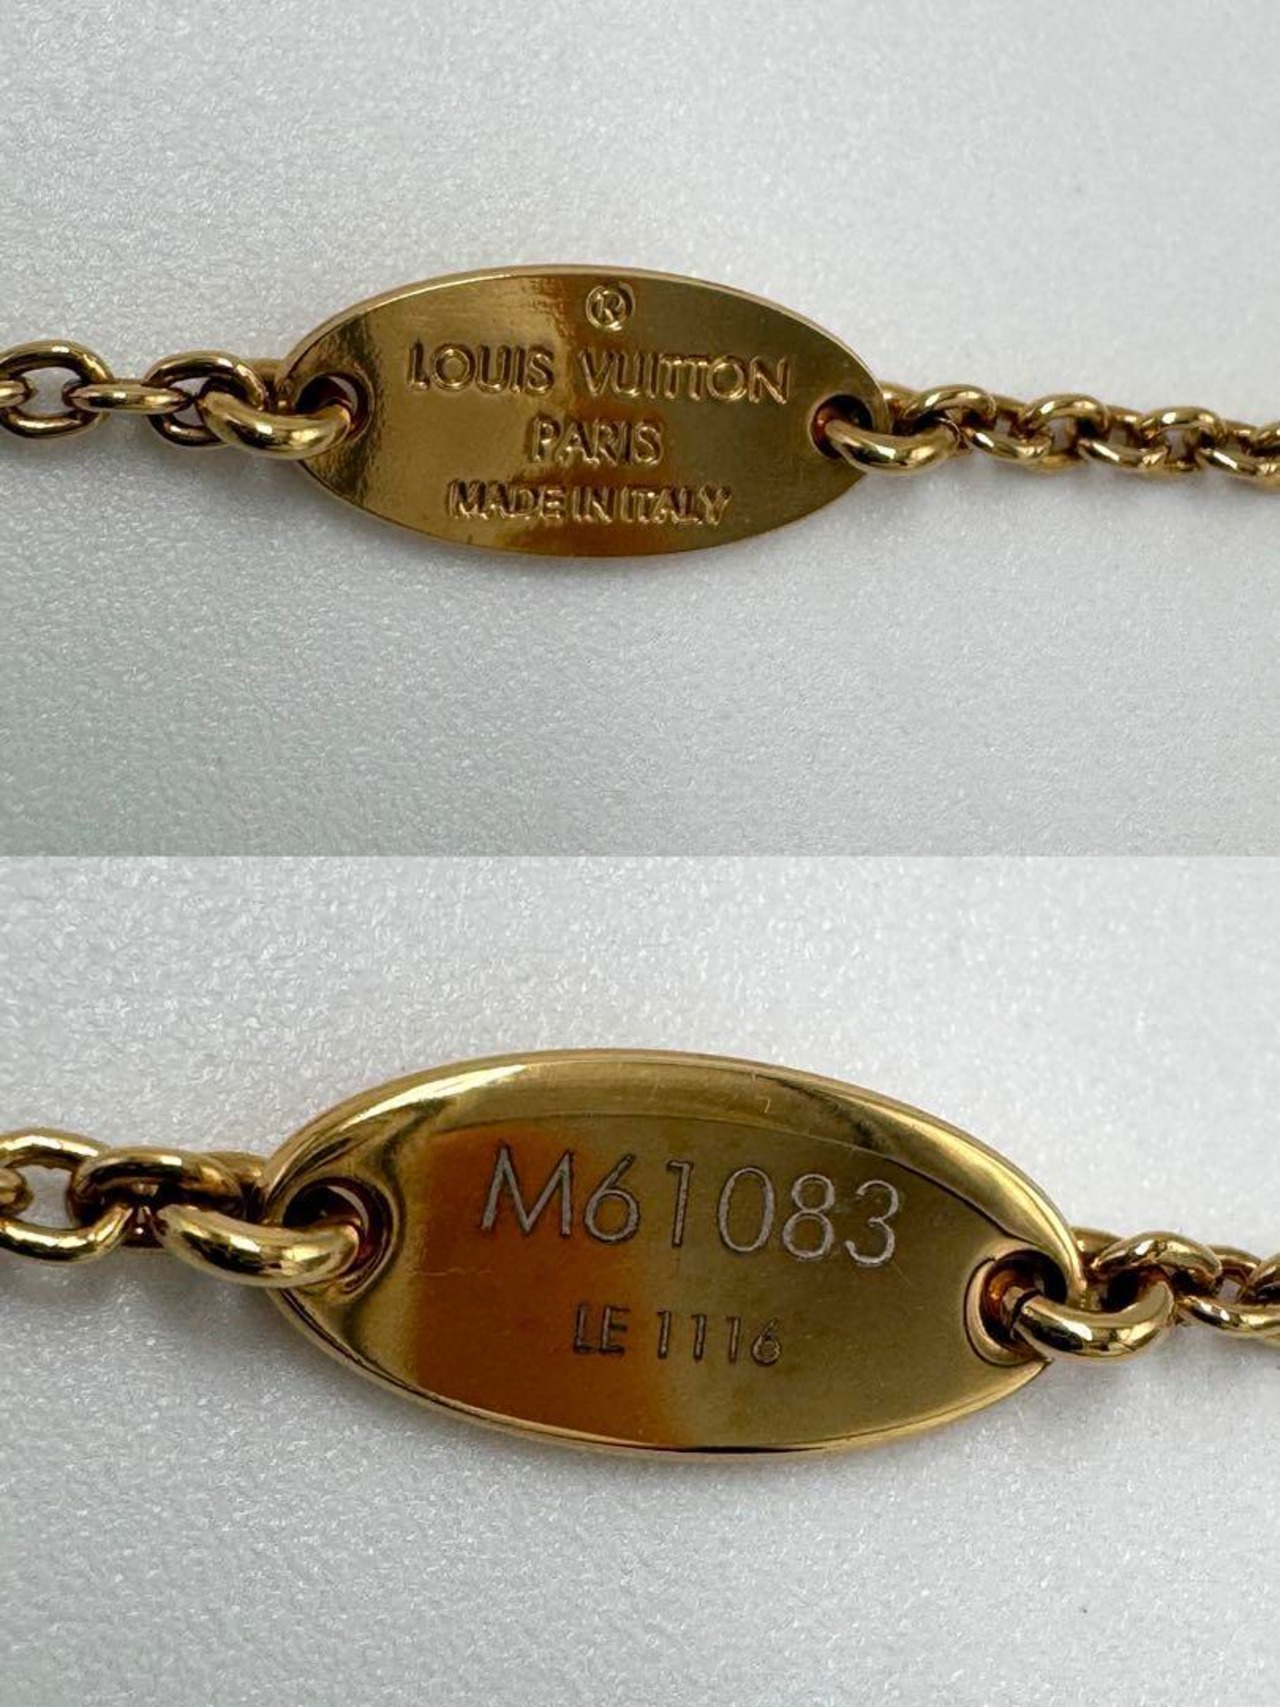 ®
LOUIS VUITTON
PARIS
MADE IN ITALY
M61083
LE 1116